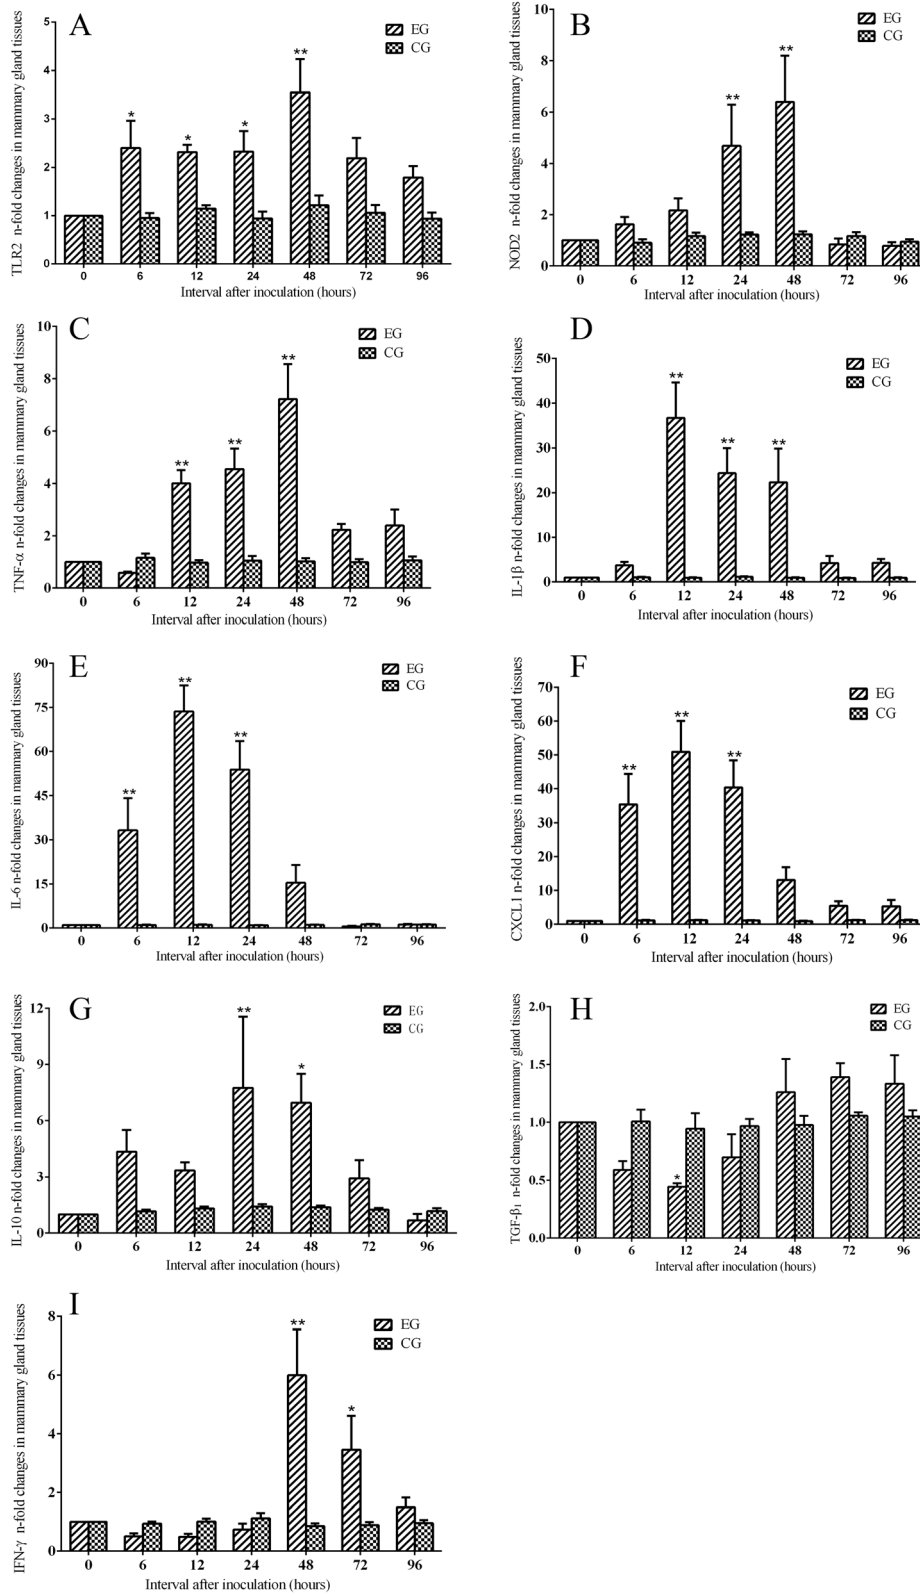 A
EG
CG
TLR2 n-fold changes in mammary gland tissues
5
4
3
2
1
0
*
*
*
**
0 6 12 24 48 72 96
Interval after inoculation (hours)
B
EG
CG
NOD2 n-fold changes in mammary gland tissues
10
8
6
4
2
0
**
**
0 6 12 24 48 72 96
Interval after inoculation (hours)
C
EG
CG
TNF-α n-fold changes in mammary gland tissues
10
8
6
4
2
0
**
**
**
0 6 12 24 48 72 96
Interval after inoculation (hours)
D
EG
CG
IL-1β n-fold changes in mammary gland tissues
50
40
30
20
10
0
**
**
**
0 6 12 24 48 72 96
Interval after inoculation (hours)
E
EG
CG
IL-6 n-fold changes in mammary gland tissues
90
75
60
45
30
15
0
**
**
**
0 6 12 24 48 72 96
Interval after inoculation (hours)
F
EG
CG
CXCL1 n-fold changes in mammary gland tissues
70
60
50
40
30
20
10
0
**
**
**
0 6 12 24 48 72 96
Interval after inoculation (hours)
G
EG
CG
IL-10 n-fold changes in mammary gland tissues
12
9
6
3
0
**
*
0 6 12 24 48 72 96
Interval after inoculation (hours)
H
EG
CG
TGF-β1 n-fold changes in mammary gland tissues
2.0
1.5
1.0
0.5
0.0
*
0 6 12 24 48 72 96
Interval after inoculation (hours)
I
EG
CG
IFN-γ n-fold changes in mammary gland tissues
8
6
4
2
0
**
*
0 6 12 24 48 72 96
Interval after inoculation (hours)